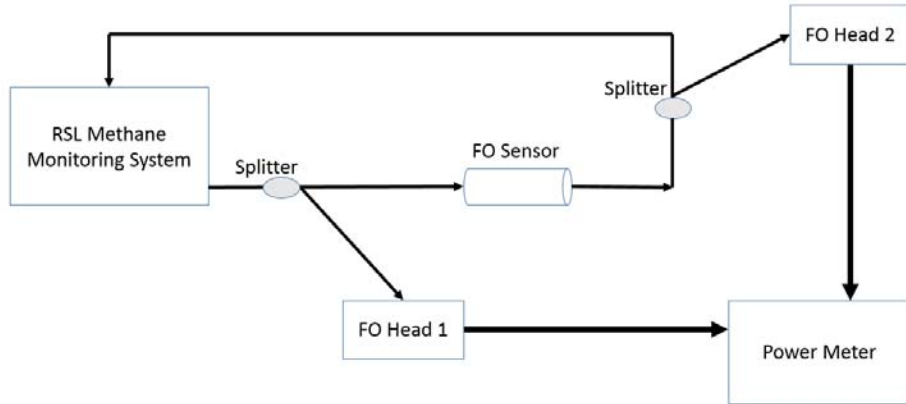 FO Head 2
Splitter
RSL Methane
Monitoring System
FO Sensor
Splitter
FO Head 1
Power Meter